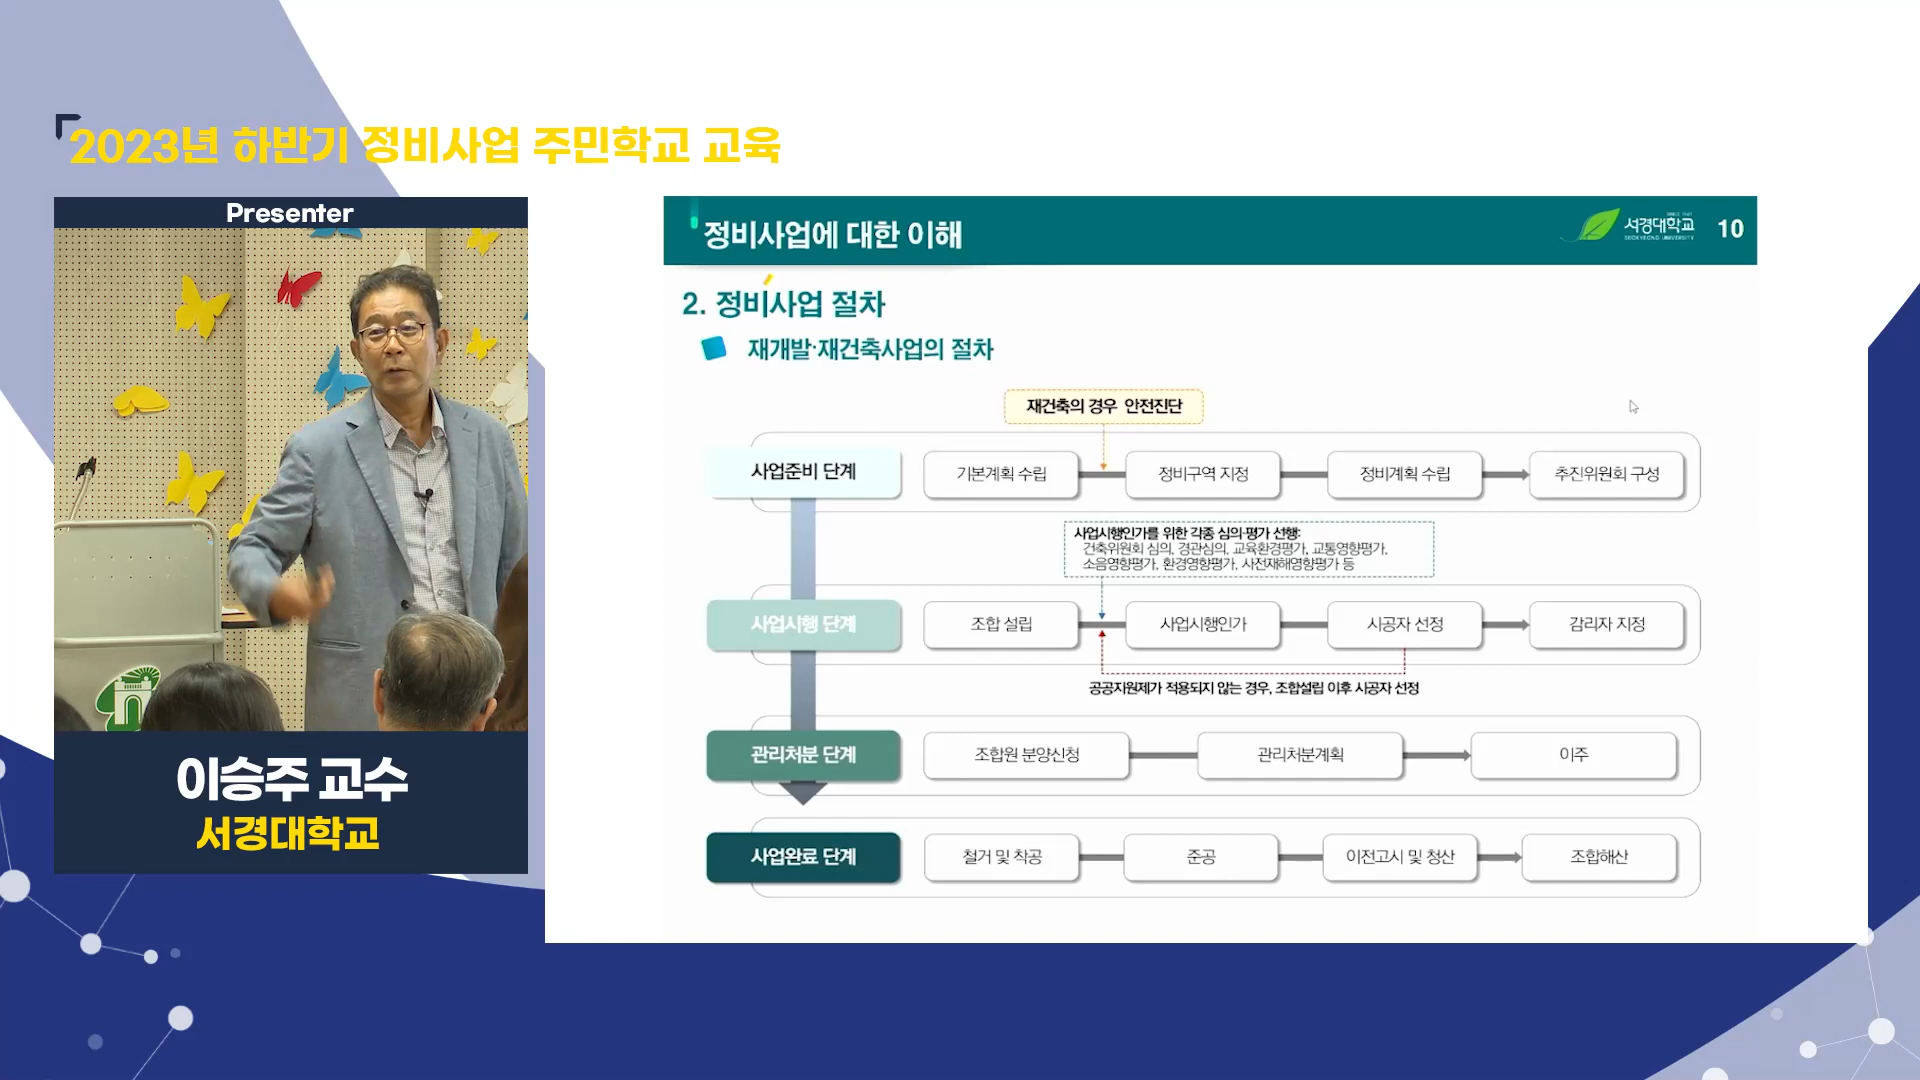 2023년 하반기 정비사업 주민학교 교육
Presenter
이승주 교수
서경대학교
정비사업에 대한 이해
서경대학교
SEOKYEONG UNIVERSITY
10
2. 정비사업 절차
재개발·재건축사업의 절차
재건축의 경우 안전진단
사업준비 단계
기본계획 수립
정비구역 지정
정비계획 수립
추진위원회 구성
사업시행인가를 위한 각종 심의·평가 선행:
건축위원회 심의, 경관심의, 교육환경평가, 교통영향평가,
소음영향평가, 환경영향평가, 사전재해영향평가 등
사업시행 단계
조합 설립
사업시행인가
시공자 선정
감리자 지정
공공지원제가 적용되지 않는 경우, 조합설립 이후 시공자 선정
관리처분 단계
조합원 분양신청
관리처분계획
이주
사업완료 단계
철거 및 착공
준공
이전고시 및 청산
조합해산